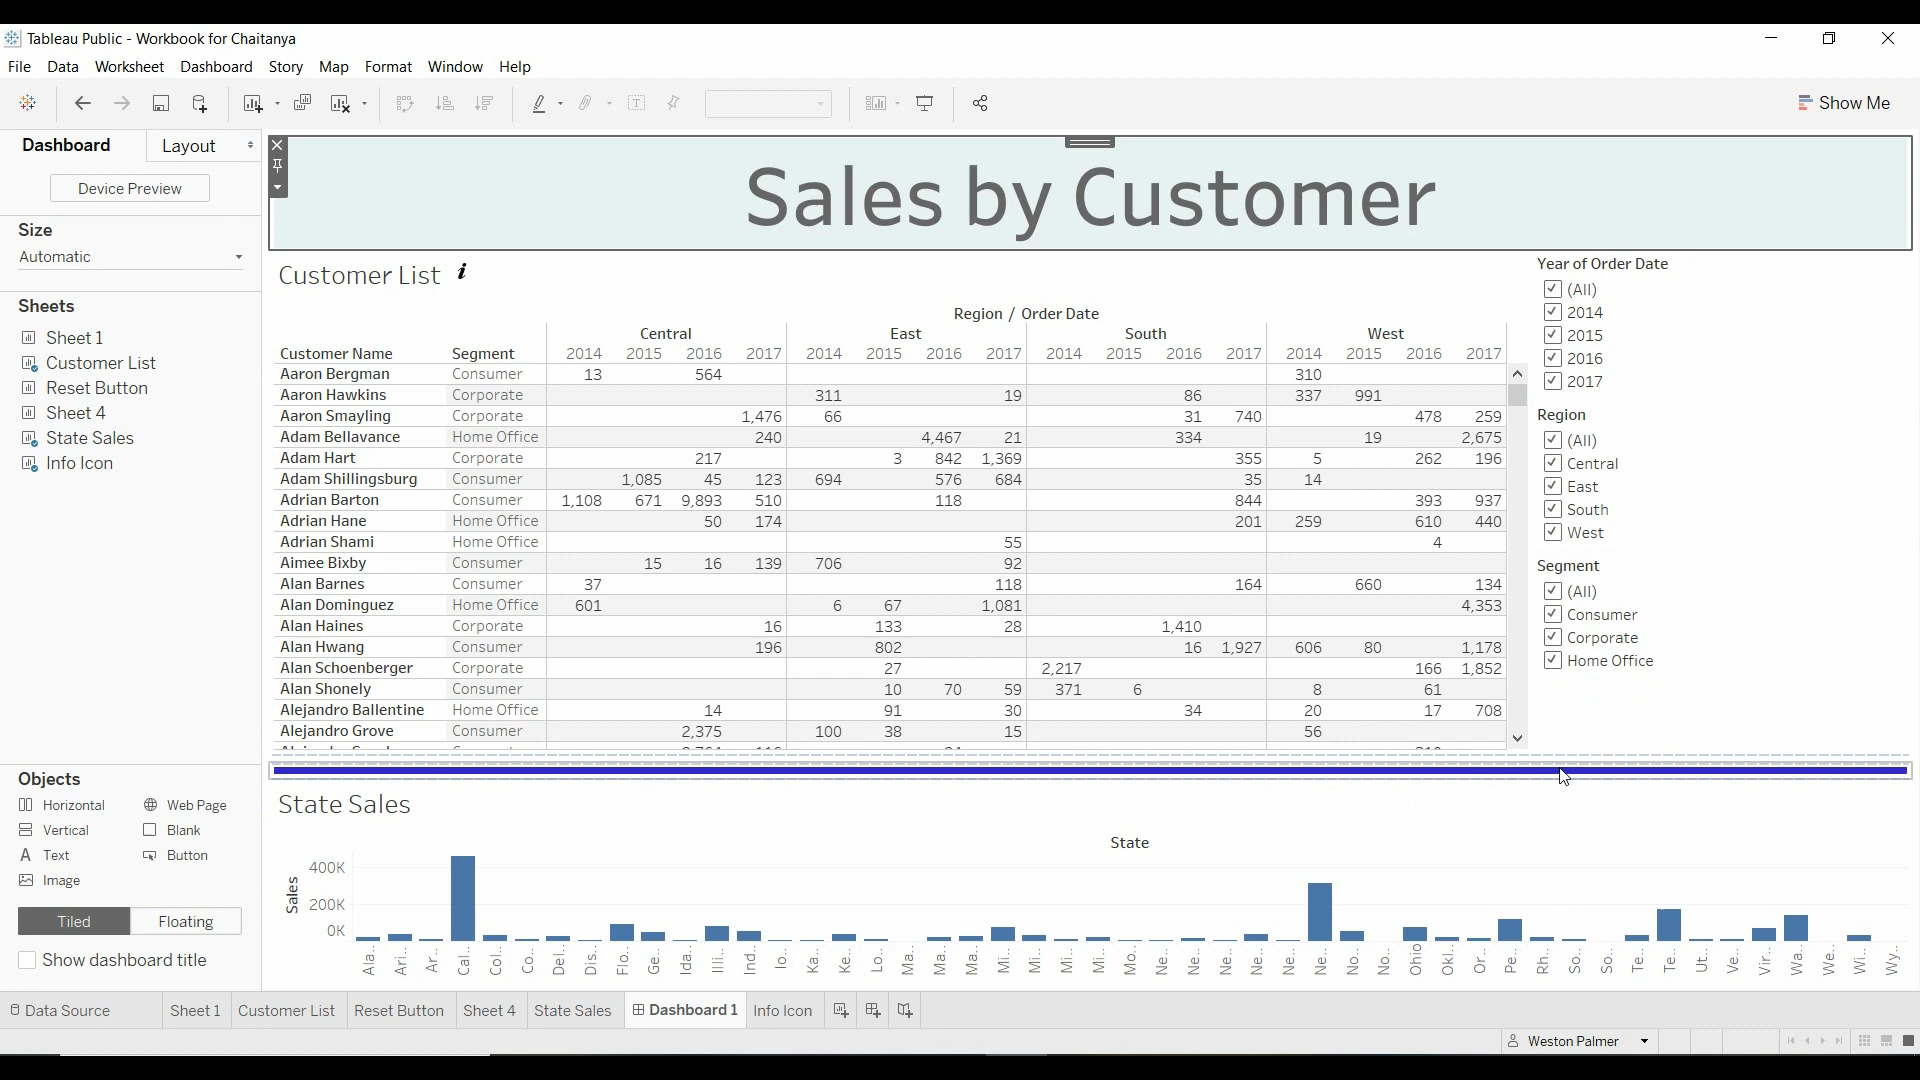 Tableau Public - Workbook for Chaitanya
File Data Worksheet Dashboard Story Map Format Window Help
Show Me
Dashboard Layout
Device Preview
Size
Automatic
Sheets
Sheet 1
Customer List
Reset Button
Sheet 4
State Sales
Info Icon
Objects
Horizontal Web Page
Vertical Blank
Text Button
Image
Tiled Floating
Show dashboard title
Sales by Customer
Customer List i
Region / Order Date
Central East South West
Customer Name Segment 2014 2015 2016 2017 2014 2015 2016 2017 2014 2015 2016 2017 2014 2015 2016 2017
Aaron Bergman Consumer 13 564 310
Aaron Hawkins Corporate 311 19 86 337 991
Aaron Smayling Corporate 1,476 66 31 740 478 259
Adam Bellavance Home Office 240 4,467 21 334 19 2,675
Adam Hart Corporate 217 3 842 1,369 355 5 262 196
Adam Shillingsburg Consumer 1,085 45 123 694 576 684 35 14
Adrian Barton Consumer 1,108 671 9,893 510 118 844 393 937
Adrian Hane Home Office 50 174 201 259 610 440
Adrian Shami Home Office 55 4
Aimee Bixby Consumer 15 16 139 706 92
Alan Barnes Consumer 37 118 164 660 134
Alan Dominguez Home Office 601 6 67 1,081 4,353
Alan Haines Corporate 16 133 28 1,410
Alan Hwang Consumer 196 802 16 1,927 606 80 1,178
Alan Schoenberger Corporate 27 2,217 166 1,852
Alan Shonely Consumer 10 70 59 371 6 8 61
Alejandro Ballentine Home Office 14 91 30 34 20 17 708
Alejandro Grove Consumer 2,375 100 38 15 56
Year of Order Date
(All)
2014
2015
2016
2017
Region
(All)
Central
East
South
West
Segment
(All)
Consumer
Corporate
Home Office
State Sales
State
Sales
400K
200K
0K
Ala.. Ari.. Ar.. Cal.. Col.. Co.. Del.. Dis.. Flo.. Ge.. Ida.. Illi.. Ind.. Io.. Ka.. Ke.. Lo.. Ma.. Ma.. Ma.. Mi.. Mi.. Mi.. Mi.. Mo.. Ne.. Ne.. Ne.. Ne.. Ne.. Ne.. No.. No.. Ohio Okl.. Or.. Pe.. Rh.. So.. So.. Te.. Te.. Ut.. Ve.. Vir.. Wa.. We.. Wi.. Wy..
Data Source Sheet 1 Customer List Reset Button Sheet 4 State Sales Dashboard 1 Info Icon
Weston Palmer